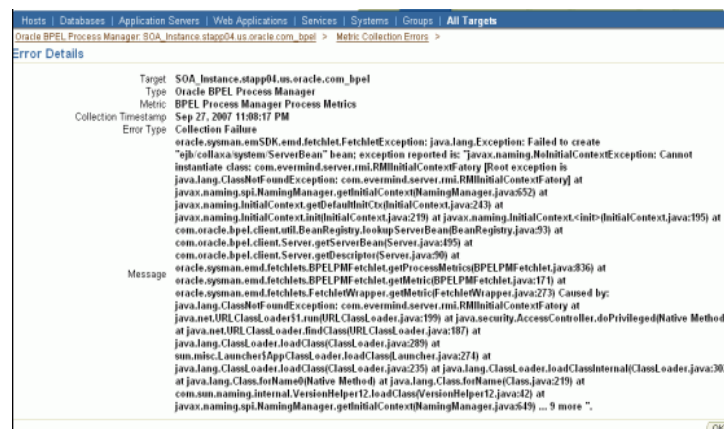 Hosts | Databases | Application Servers | Web Applications | Services | Systems | Groups | All Targets
Oracle BPEL Process Manager: SOA_Instance.stapp04.us.oracle.com_bpel > Metric Collection Errors >
Error Details
Target SOA_Instance.stapp04.us.oracle.com_bpel
Type Oracle BPEL Process Manager
Metric BPEL Process Manager Process Metrics
Collection Timestamp Sep 27, 2007 11:08:17 PM
Error Type Collection Failure
Message
oracle.sysman.emSDK.emd.fetchlet.FetchletException: java.lang.Exception: Failed to create
"ejb/collaxa/system/ServerBean" bean; exception reported is: "javax.naming.NoInitialContextException: Cannot
instantiate class: com.evermind.server.rmi.RMIInitialContextFatory [Root exception is
java.lang.ClassNotFoundException: com.evermind.server.rmi.RMIInitialContextFatory] at
javax.naming.spi.NamingManager.getInitialContext(NamingManager.java:652) at
javax.naming.InitialContext.getDefaultInitCtx(InitialContext.java:243) at
javax.naming.InitialContext.init(InitialContext.java:219) at javax.naming.InitialContext.<init>(InitialContext.java:195) at
com.oracle.bpel.client.util.BeanRegistry.lookupServerBean(BeanRegistry.java:93) at
com.oracle.bpel.client.Server.getServerBean(Server.java:495) at
com.oracle.bpel.client.Server.getDescriptor(Server.java:90) at
oracle.sysman.emd.fetchlets.BPELPMFetchlet.getProcessMetrics(BPELPMFetchlet.java:836) at
oracle.sysman.emd.fetchlets.BPELPMFetchlet.getMetric(BPELPMFetchlet.java:171) at
oracle.sysman.emd.fetchlets.FetchletWrapper.getMetric(FetchletWrapper.java:273) Caused by:
java.lang.ClassNotFoundException: com.evermind.server.rmi.RMIInitialContextFatory at
java.net.URLClassLoader$1.run(URLClassLoader.java:199) at java.security.AccessController.doPrivileged(Native Method
at java.net.URLClassLoader.findClass(URLClassLoader.java:187) at
java.lang.ClassLoader.loadClass(ClassLoader.java:289) at
sun.misc.Launcher$AppClassLoader.loadClass(Launcher.java:274) at
java.lang.ClassLoader.loadClass(ClassLoader.java:235) at java.lang.ClassLoader.loadClassInternal(ClassLoader.java:30
at java.lang.Class.forName0(Native Method) at java.lang.Class.forName(Class.java:219) at
com.sun.naming.internal.VersionHelper12.loadClass(VersionHelper12.java:42) at
javax.naming.spi.NamingManager.getInitialContext(NamingManager.java:649) ... 9 more ".